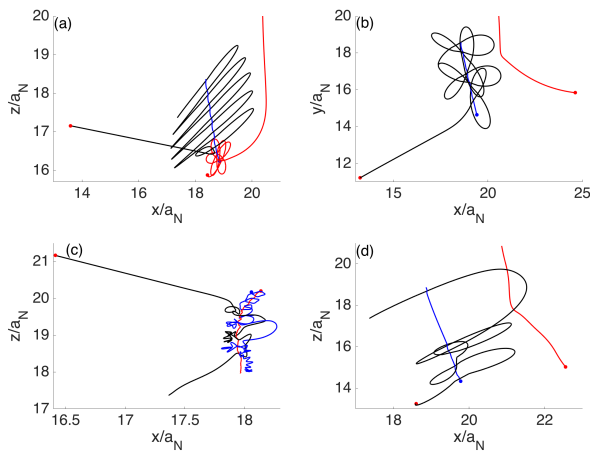 (a)
z/a_N
20
19
18
17
16
14 16 18 20
x/a_N
(b)
y/a_N
20
18
16
14
12
15 20 25
x/a_N
(c)
z/a_N
21
20
19
18
17
16.5 17 17.5 18
x/a_N
(d)
z/a_N
20
18
16
14
18 20 22
x/a_N